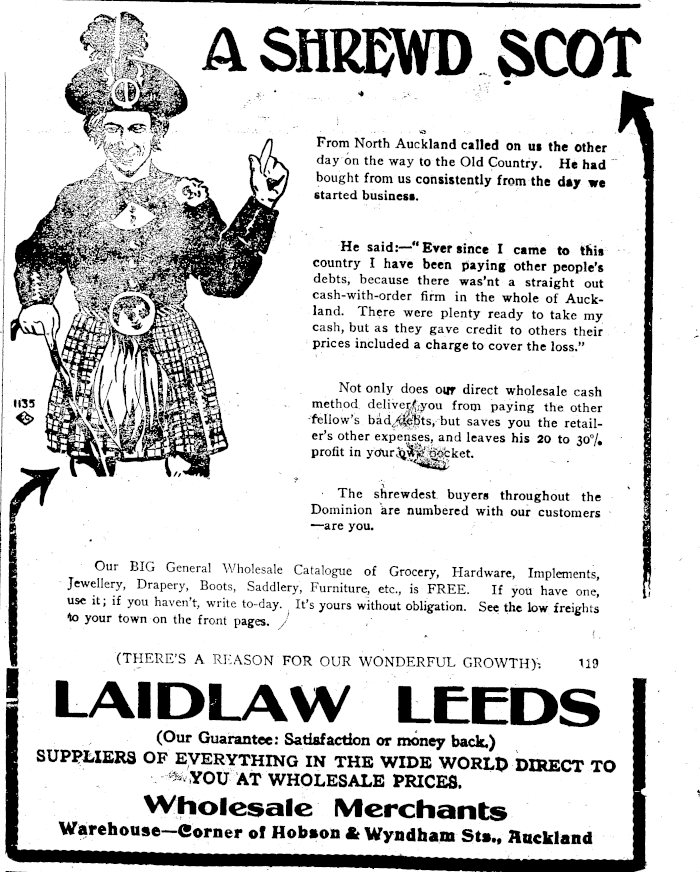 A SHREWD SCOT
From North Auckland called on us the other
day on the way to the Old Country. He had
bought from us consistently from the day we
started business.
He said:—“Ever since I came to this
country I have been paying other people's
debts, because there was'nt a straight out
cash-with-order firm in the whole of Auck-
land. There were plenty ready to take my
cash, but as they gave credit to others their
prices included a charge to cover the loss.”
Not only does our direct wholesale cash
method deliver you from paying the other
fellow's bad debts, but saves you the retail-
er's other expenses, and leaves his 20 to 30%
profit in your own pocket.
The shrewdest buyers throughout the
Dominion are numbered with our customers
—are you.
1135
Our BIG General Wholesale Catalogue of Grocery, Hardware, Implements,
Jewellery, Drapery, Boots, Saddlery, Furniture, etc., is FREE. If you have one,
use it; if you haven't, write to-day. It's yours without obligation. See the low freights
to your town on the front pages.
(THERE'S A REASON FOR OUR WONDERFUL GROWTH); 119
LAIDLAW LEEDS
(Our Guarantee: Satisfaction or money back.)
SUPPLIERS OF EVERYTHING IN THE WIDE WORLD DIRECT TO
YOU AT WHOLESALE PRICES.
Wholesale Merchants
Warehouse—Corner of Hobson & Wyndham Sts., Auckland